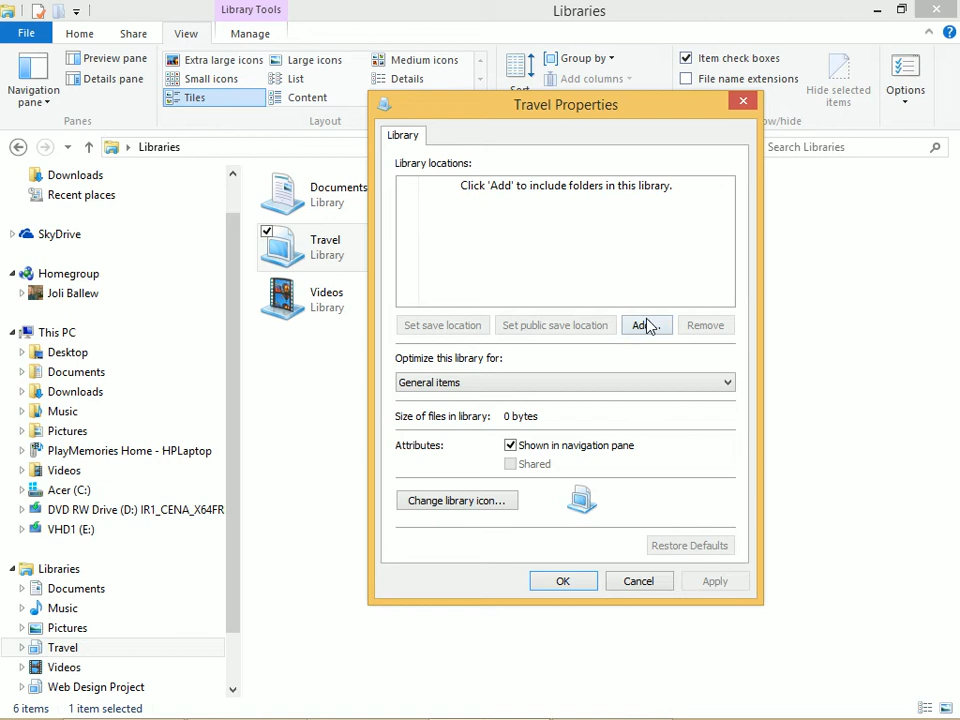 Library Tools
Libraries
File
Home
Share
View
Manage
Navigation pane
Preview pane
Details pane
Panes
Extra large icons
Large icons
Medium icons
Small icons
List
Details
Tiles
Content
Layout
Group by
Add columns
Item check boxes
File name extensions
Hide selected items
Options
Libraries
Search Libraries
Downloads
Recent places
SkyDrive
Homegroup
Joli Ballew
This PC
Desktop
Documents
Downloads
Music
Pictures
PlayMemories Home - HPLaptop
Videos
Acer (C:)
DVD RW Drive (D:) IR1_CENA_X64FR
VHD1 (E:)
Libraries
Documents
Music
Pictures
Travel
Videos
Web Design Project
Documents
Library
Travel
Library
Videos
Library
Travel Properties
Library
Library locations:
Click 'Add' to include folders in this library.
Set save location
Set public save location
Remove
Optimize this library for:
General items
Size of files in library: 0 bytes
Attributes:
Shown in navigation pane
Shared
Change library icon...
Restore Defaults
OK
Cancel
Apply
6 items
1 item selected